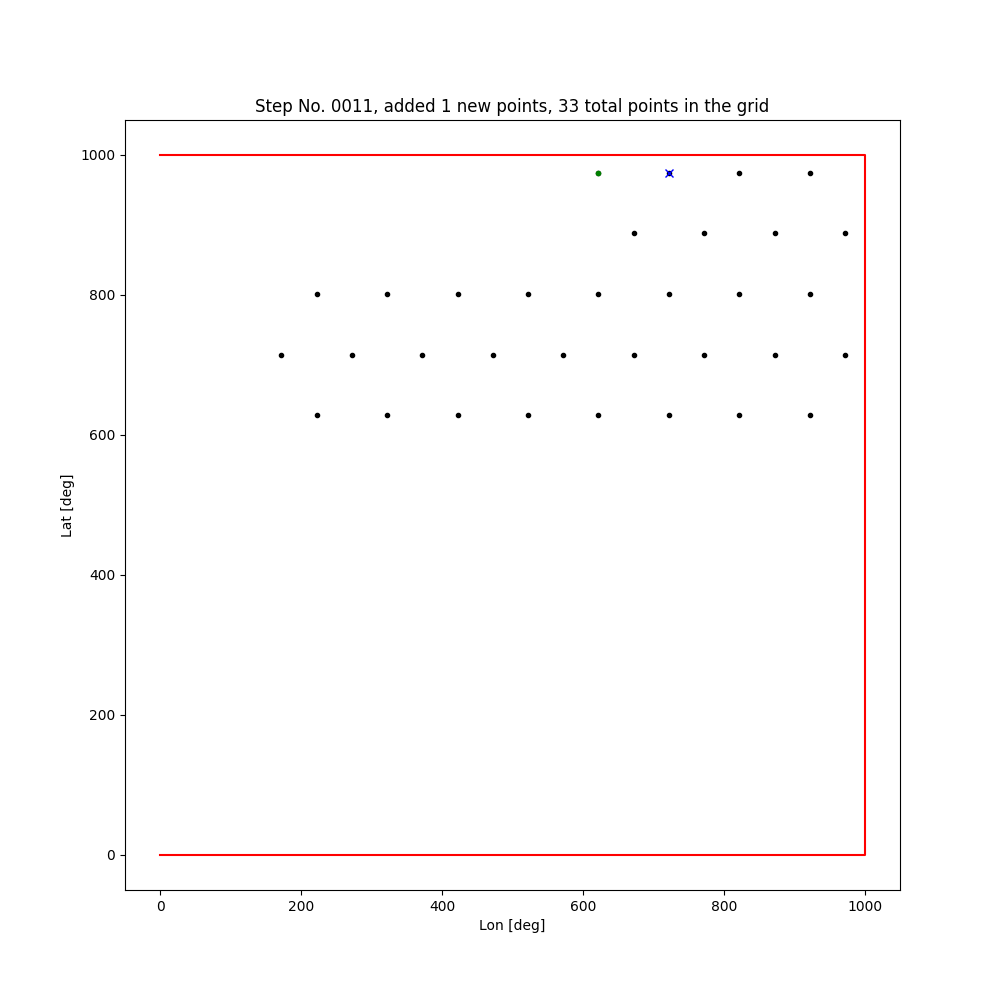 Step No. 0011, added 1 new points, 33 total points in the grid
1000
800
600
400
200
0
Lat [deg]
0 200 400 600 800 1000
Lon [deg]